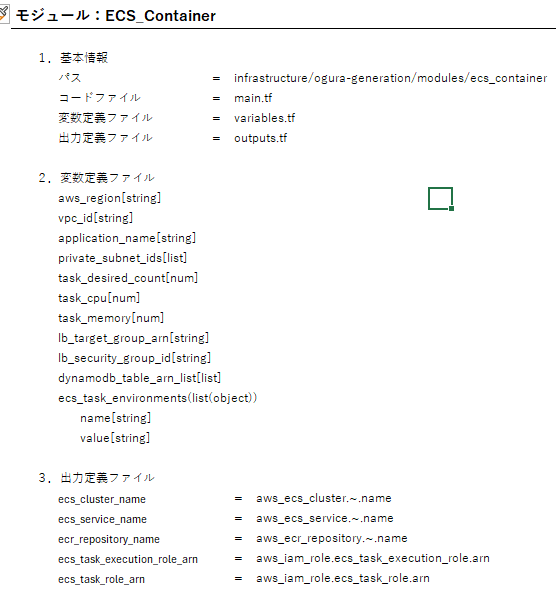 モジュール：ECS_Container
1．基本情報
パス = infrastructure/ogura-generation/modules/ecs_container
コードファイル = main.tf
変数定義ファイル = variables.tf
出力定義ファイル = outputs.tf
2．変数定義ファイル
aws_region[string]
vpc_id[string]
application_name[string]
private_subnet_ids[list]
task_desired_count[num]
task_cpu[num]
task_memory[num]
lb_target_group_arn[string]
lb_security_group_id[string]
dynamodb_table_arn_list[list]
ecs_task_environments(list(object))
name[string]
value[string]
3．出力定義ファイル
ecs_cluster_name = aws_ecs_cluster.~.name
ecs_service_name = aws_ecs_service.~.name
ecr_repository_name = aws_ecr_repository.~.name
ecs_task_execution_role_arn = aws_iam_role.ecs_task_execution_role.arn
ecs_task_role_arn = aws_iam_role.ecs_task_role.arn